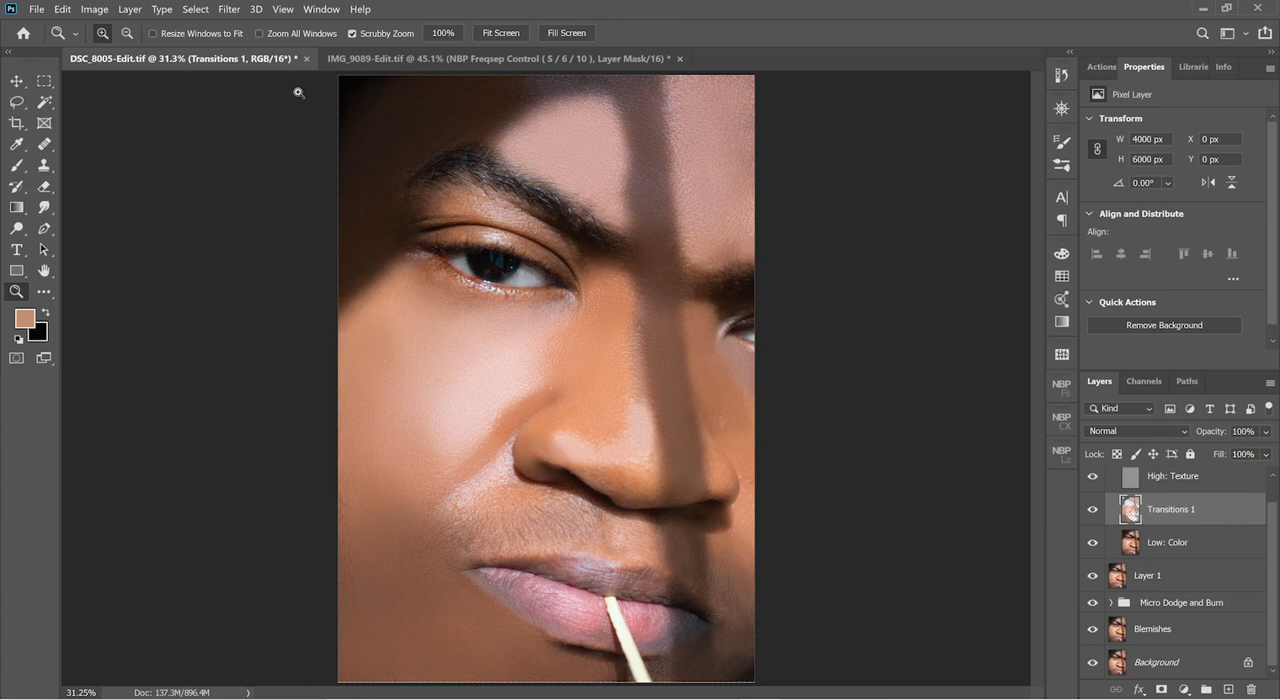 Ps File Edit Image Layer Type Select Filter 3D View Window Help
Resize Windows to Fit Zoom All Windows Scrubby Zoom 100% Fit Screen Fill Screen
DSC_8005-Edit.tif @ 31.3% (Transitions 1, RGB/16*) * × IMG_9089-Edit.tif @ 45.1% (NBP Freqsep Control ( 5 / 6 / 10 ), Layer Mask/16) * ×
Actions Properties Librarie Info
Pixel Layer
Transform
W 4000 px X 0 px
H 6000 px Y 0 px
0.00°
Align and Distribute
Align:
Quick Actions
Remove Background
NBP
Fs
NBP
CX
NBP
Lz
Layers Channels Paths
Kind
Normal Opacity: 100%
Lock: Fill: 100%
High: Texture
Transitions 1
Low: Color
Layer 1
Micro Dodge and Burn
Blemishes
Background
31.25% Doc: 137.3M/896.4M